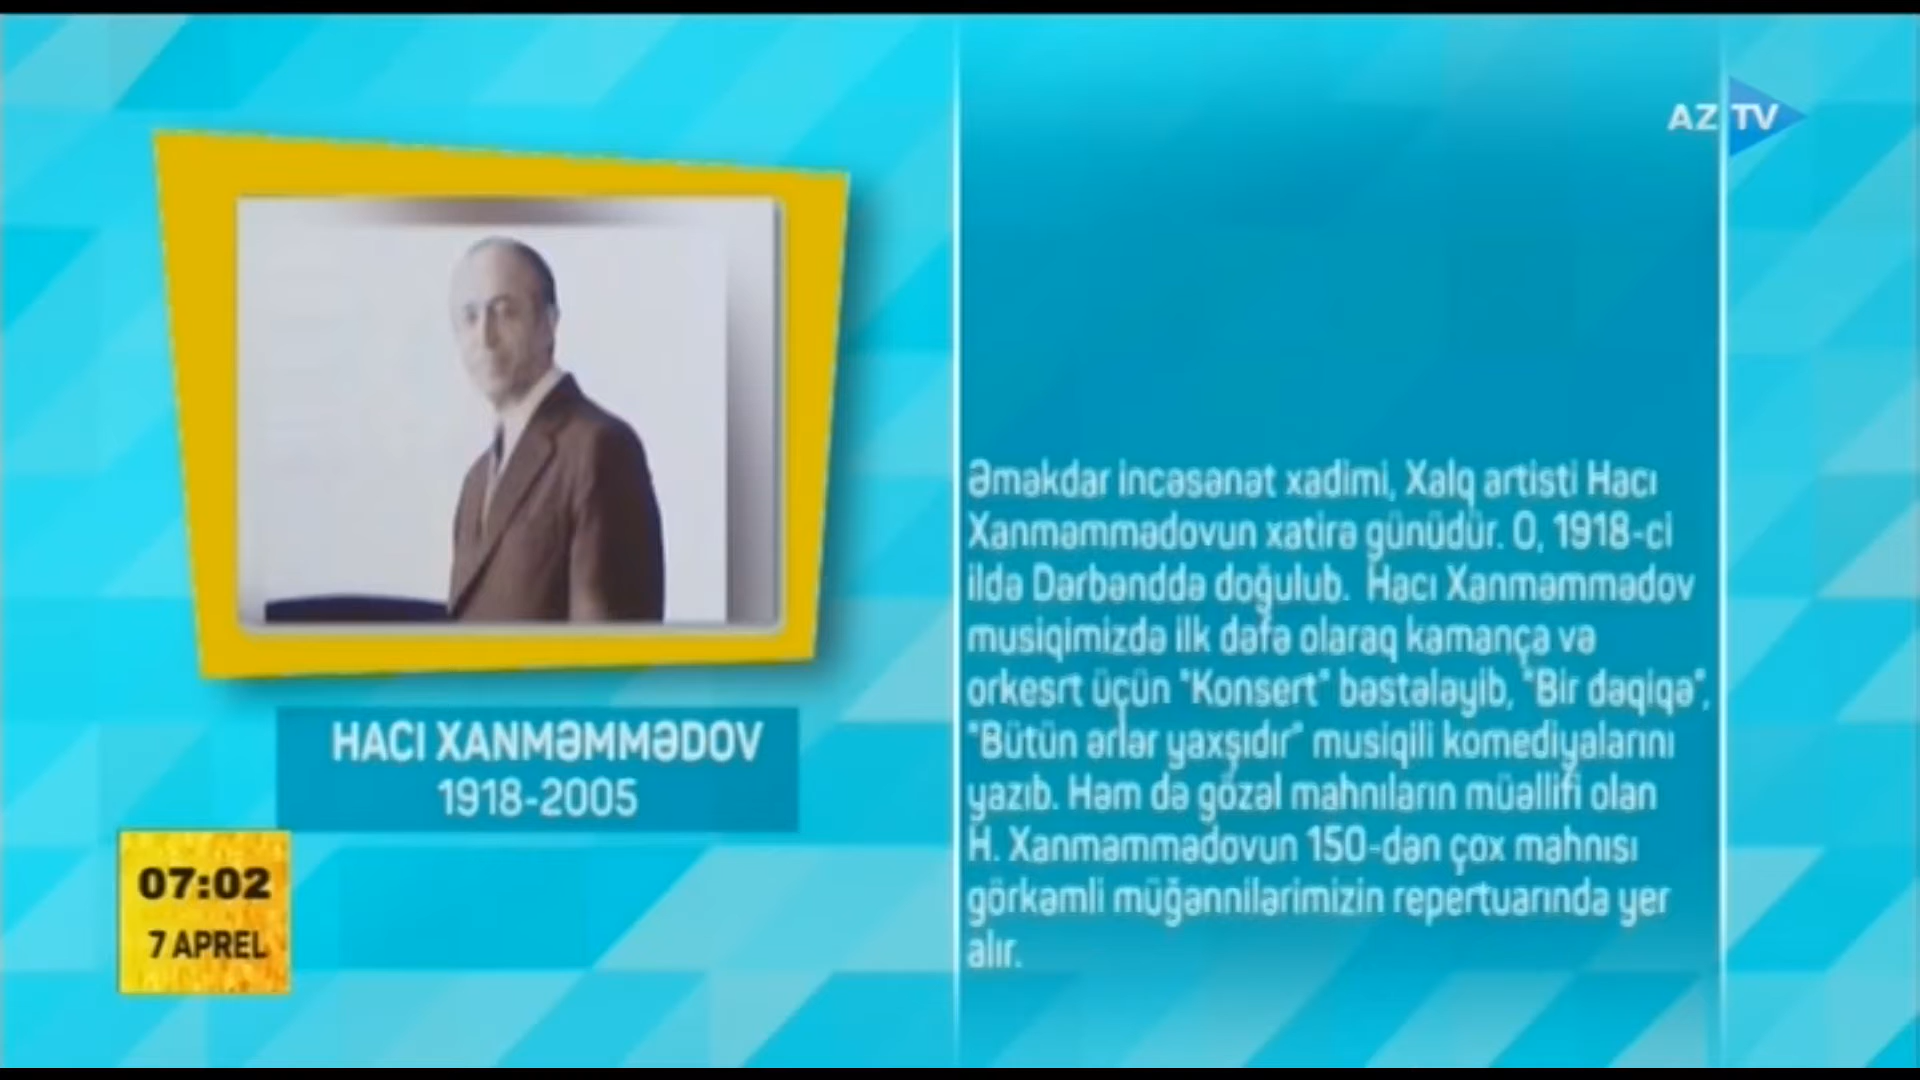 AZTV
HACI XANMƏMMƏDOV
1918-2005
07:02
7 APREL
Əməkdar incəsənət xadimi, Xalq artisti Hacı
Xanməmmədovun xatirə günüdür. O, 1918-ci
ildə Dərbənddə doğulub. Hacı Xanməmmədov
musiqimizdə ilk dəfə olaraq kamança və
orkesrt üçün "Konsert" bəstələyib, "Bir dəqiqə",
"Bütün ərlər yaxşıdır" musiqili komediyalarını
yazıb. Həm də gözəl mahnıların müəllifi olan
H. Xanməmmədovun 150-dən çox mahnısı
görkəmli müğənnilərimizin repertuarında yer
alır.